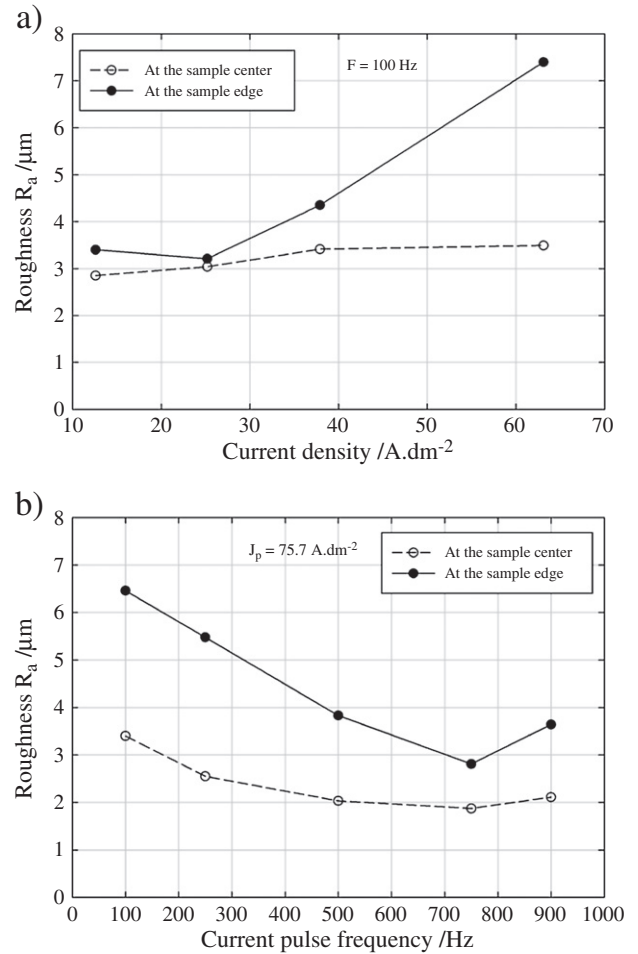 a)
8
7
6
5
4
3
2
1
0
Roughness Rₐ /μm
At the sample center
At the sample edge
F = 100 Hz
10 20 30 40 50 60 70
Current density /A.dm⁻²
b)
8
7
6
5
4
3
2
1
0
Roughness Rₐ /μm
Jₚ = 75.7 A.dm⁻²
At the sample center
At the sample edge
0 100 200 300 400 500 600 700 800 900 1000
Current pulse frequency /Hz